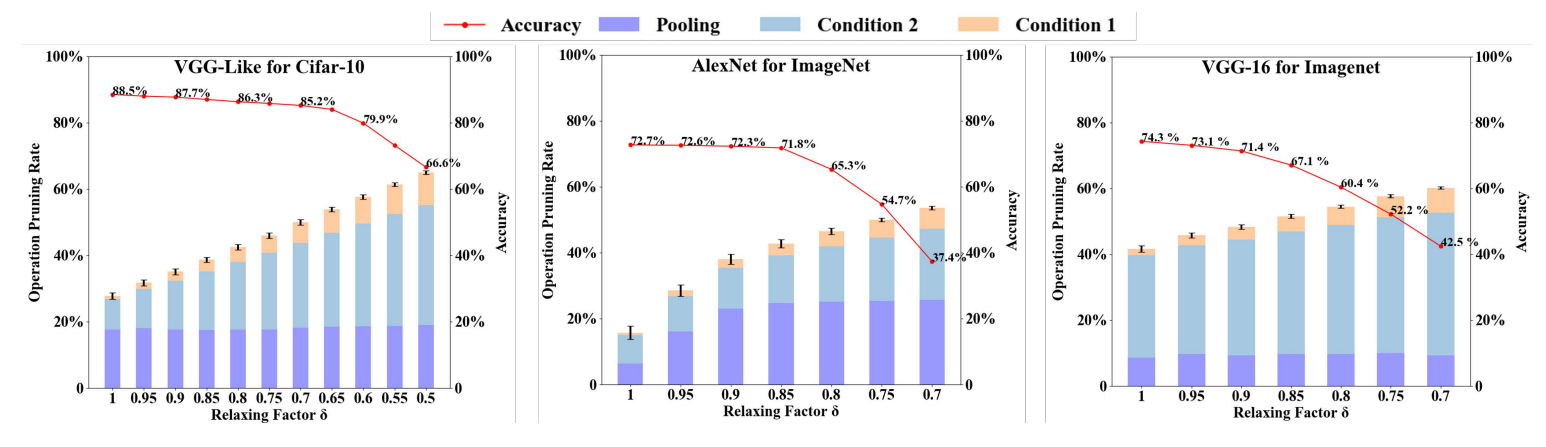 Accuracy Pooling Condition 2 Condition 1
VGG-Like for Cifar-10
Operation Pruning Rate
100%
80%
60%
40%
20%
0
88.5% 87.7% 86.3% 85.2% 79.9% 66.6%
100%
80%
60%
40%
20%
0
Accuracy
1 0.95 0.9 0.85 0.8 0.75 0.7 0.65 0.6 0.55 0.5
Relaxing Factor δ
AlexNet for ImageNet
Operation Pruning Rate
100%
80%
60%
40%
20%
0
72.7% 72.6% 72.3% 71.8% 65.3% 54.7% 37.4%
100%
80%
60%
40%
20%
0
Accuracy
1 0.95 0.9 0.85 0.8 0.75 0.7
Relaxing Factor δ
VGG-16 for Imagenet
Operation Pruning Rate
100%
80%
60%
40%
20%
0
74.3 % 73.1 % 71.4 % 67.1 % 60.4 % 52.2 % 42.5 %
100%
80%
60%
40%
20%
0
Accuracy
1 0.95 0.9 0.85 0.8 0.75 0.7
Relaxing Factor δ